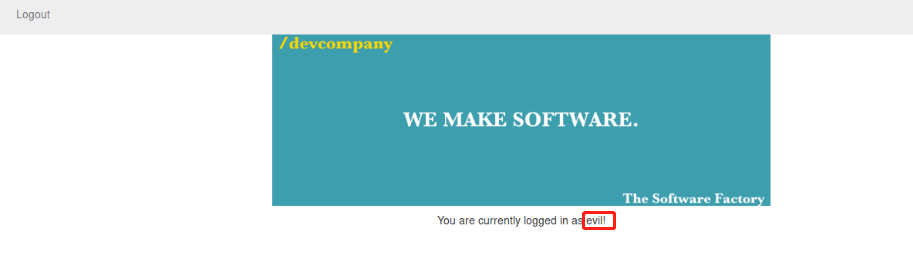 Logout
/devcompany
WE MAKE SOFTWARE.
The Software Factory
You are currently logged in as evil!